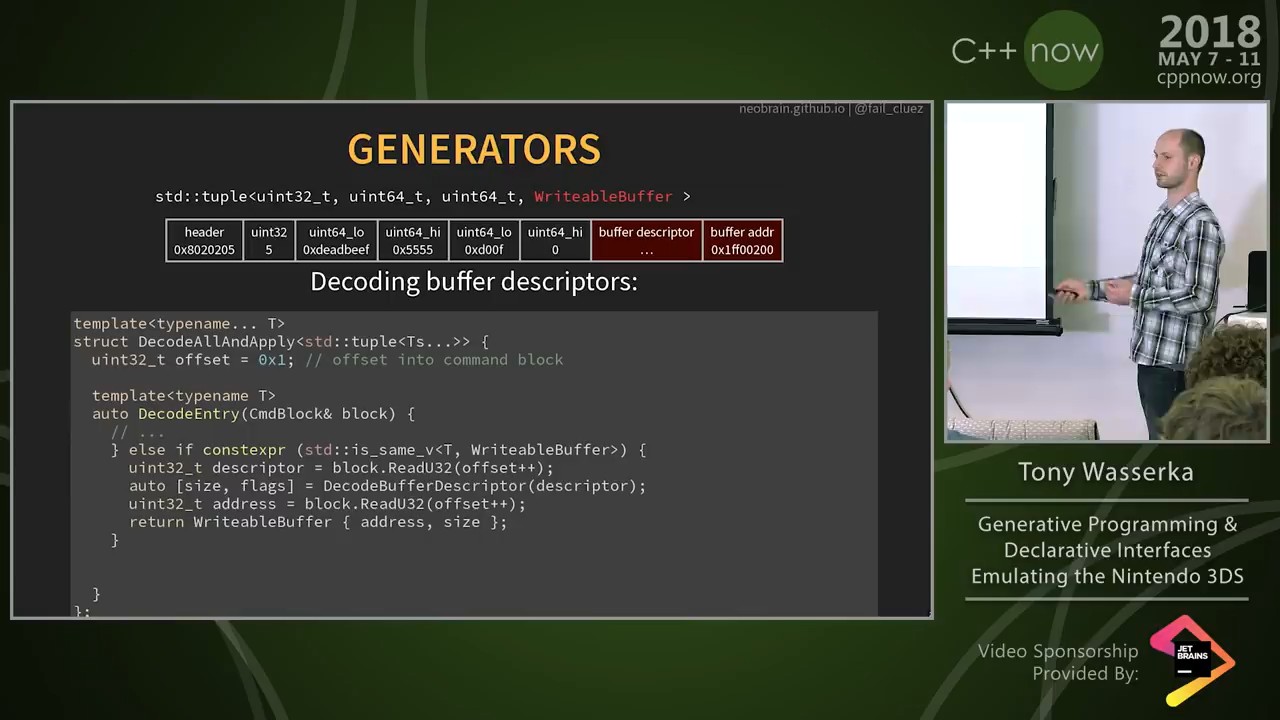 C++ now
2018
MAY 7 - 11
cppnow.org
neobrain.github.io | @fail_cluez
GENERATORS
std::tuple<uint32_t, uint64_t, uint64_t, WriteableBuffer >
header uint32 uint64_lo uint64_hi uint64_lo uint64_hi buffer descriptor buffer addr
0x8020205 5 0xdeadbeef 0x5555 0xd00f 0 ... 0x1ff00200
Decoding buffer descriptors:
template<typename... T>
struct DecodeAllAndApply<std::tuple<Ts...>> {
uint32_t offset = 0x1; // offset into command block
template<typename T>
auto DecodeEntry(CmdBlock& block) {
// ...
} else if constexpr (std::is_same_v<T, WriteableBuffer>) {
uint32_t descriptor = block.ReadU32(offset++);
auto [size, flags] = DecodeBufferDescriptor(descriptor);
uint32_t address = block.ReadU32(offset++);
return WriteableBuffer { address, size };
}
}
};
Tony Wasserka
Generative Programming &
Declarative Interfaces
Emulating the Nintendo 3DS
Video Sponsorship
Provided By:
JET
BRAINS